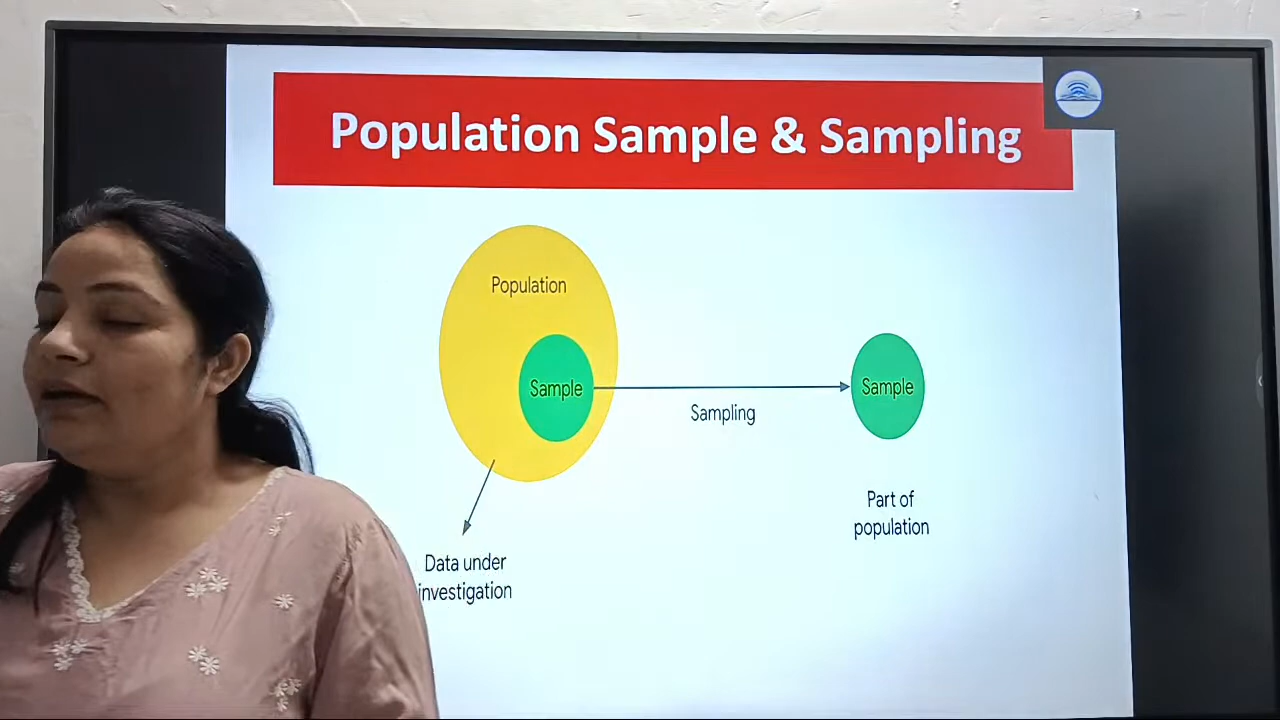 Population Sample & Sampling
Population
Sample
Sampling
Sample
Part of
population
Data under
investigation